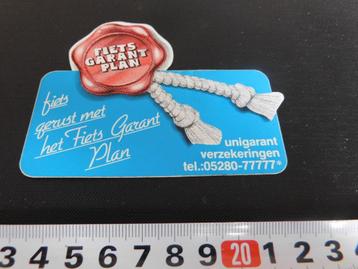 FIETS
GARANT
PLAN
fiets
gerust met
het Fiets Garant
Plan
unigarant
verzekeringen
tel.:05280-77777*
3 4 5 6 7 8 9 20 1 2 3 4